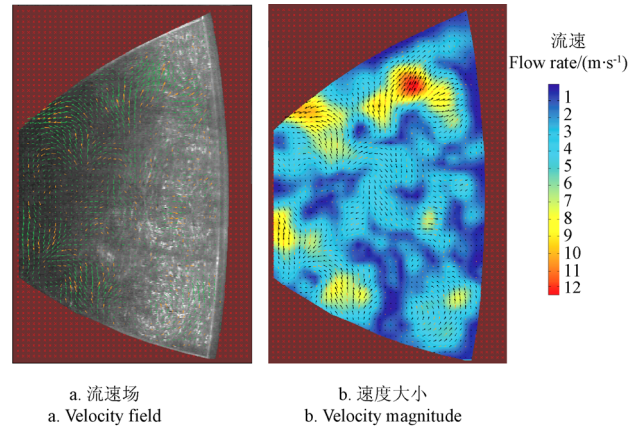 流速
Flow rate/(m·s⁻¹)
1
2
3
4
5
6
7
8
9
10
11
12
a. 流速场
a. Velocity field
b. 速度大小
b. Velocity magnitude